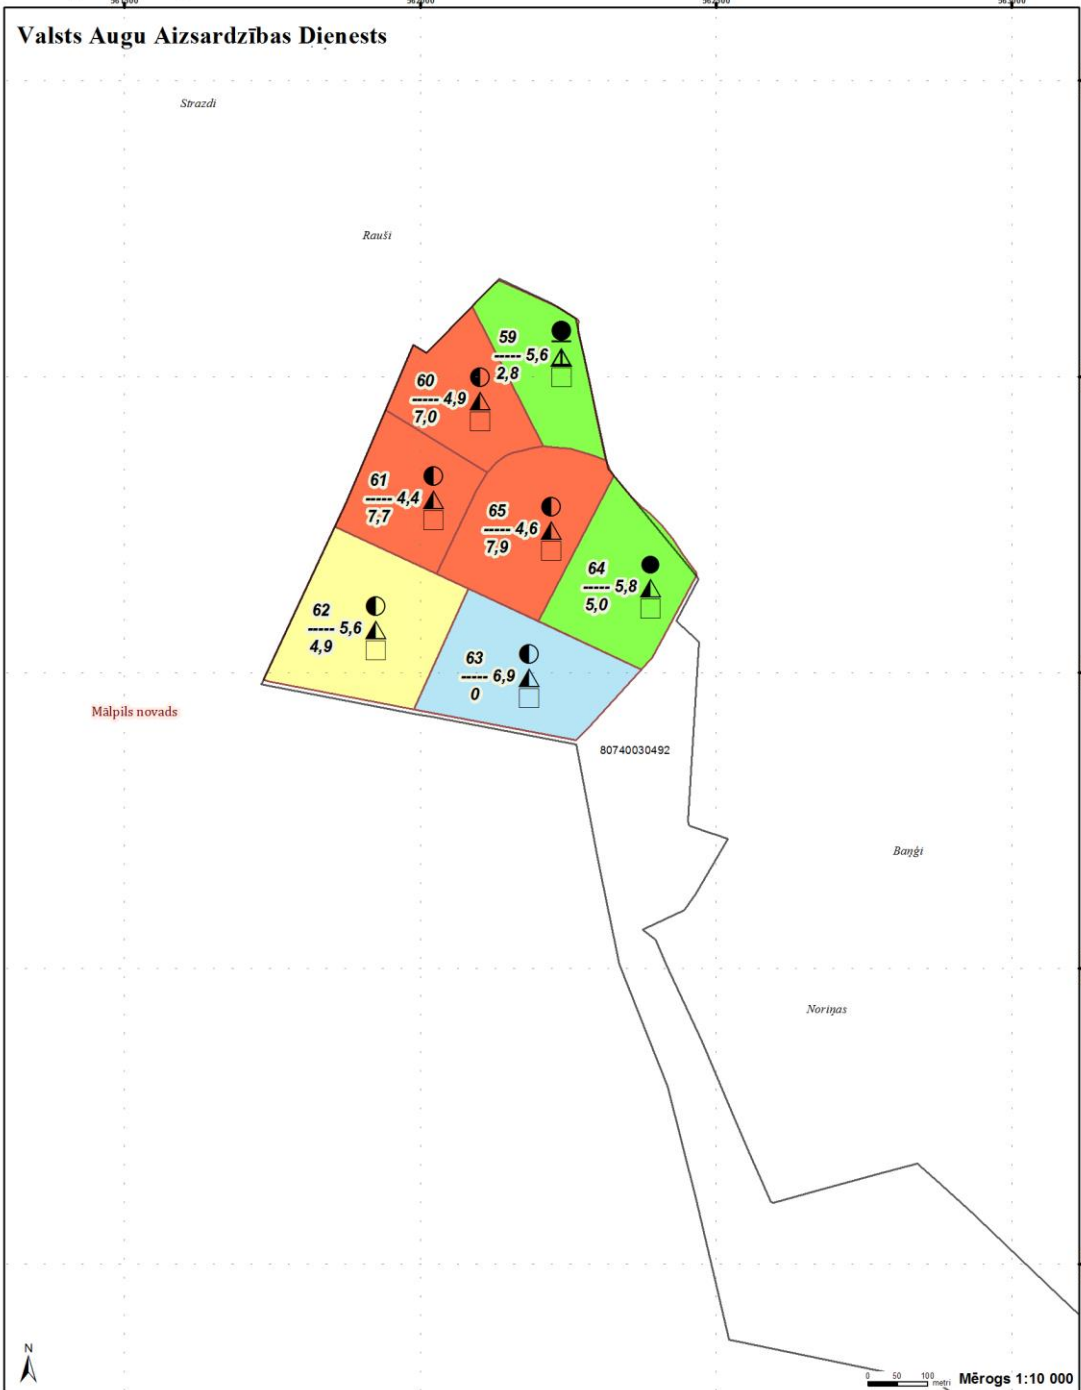 Valsts Augu Aizsardzības Dienests
Strazdi
Rauši
59
----- 5,6
2,8
60
----- 4,9
7,0
61
----- 4,4
7,7
65
----- 4,6
7,9
64
----- 5,8
5,0
62
----- 5,6
4,9
63
----- 6,9
0
Mālpils novads
80740030492
Baņģi
Noriņas
N
0 50 100 metri
Mērogs 1:10 000